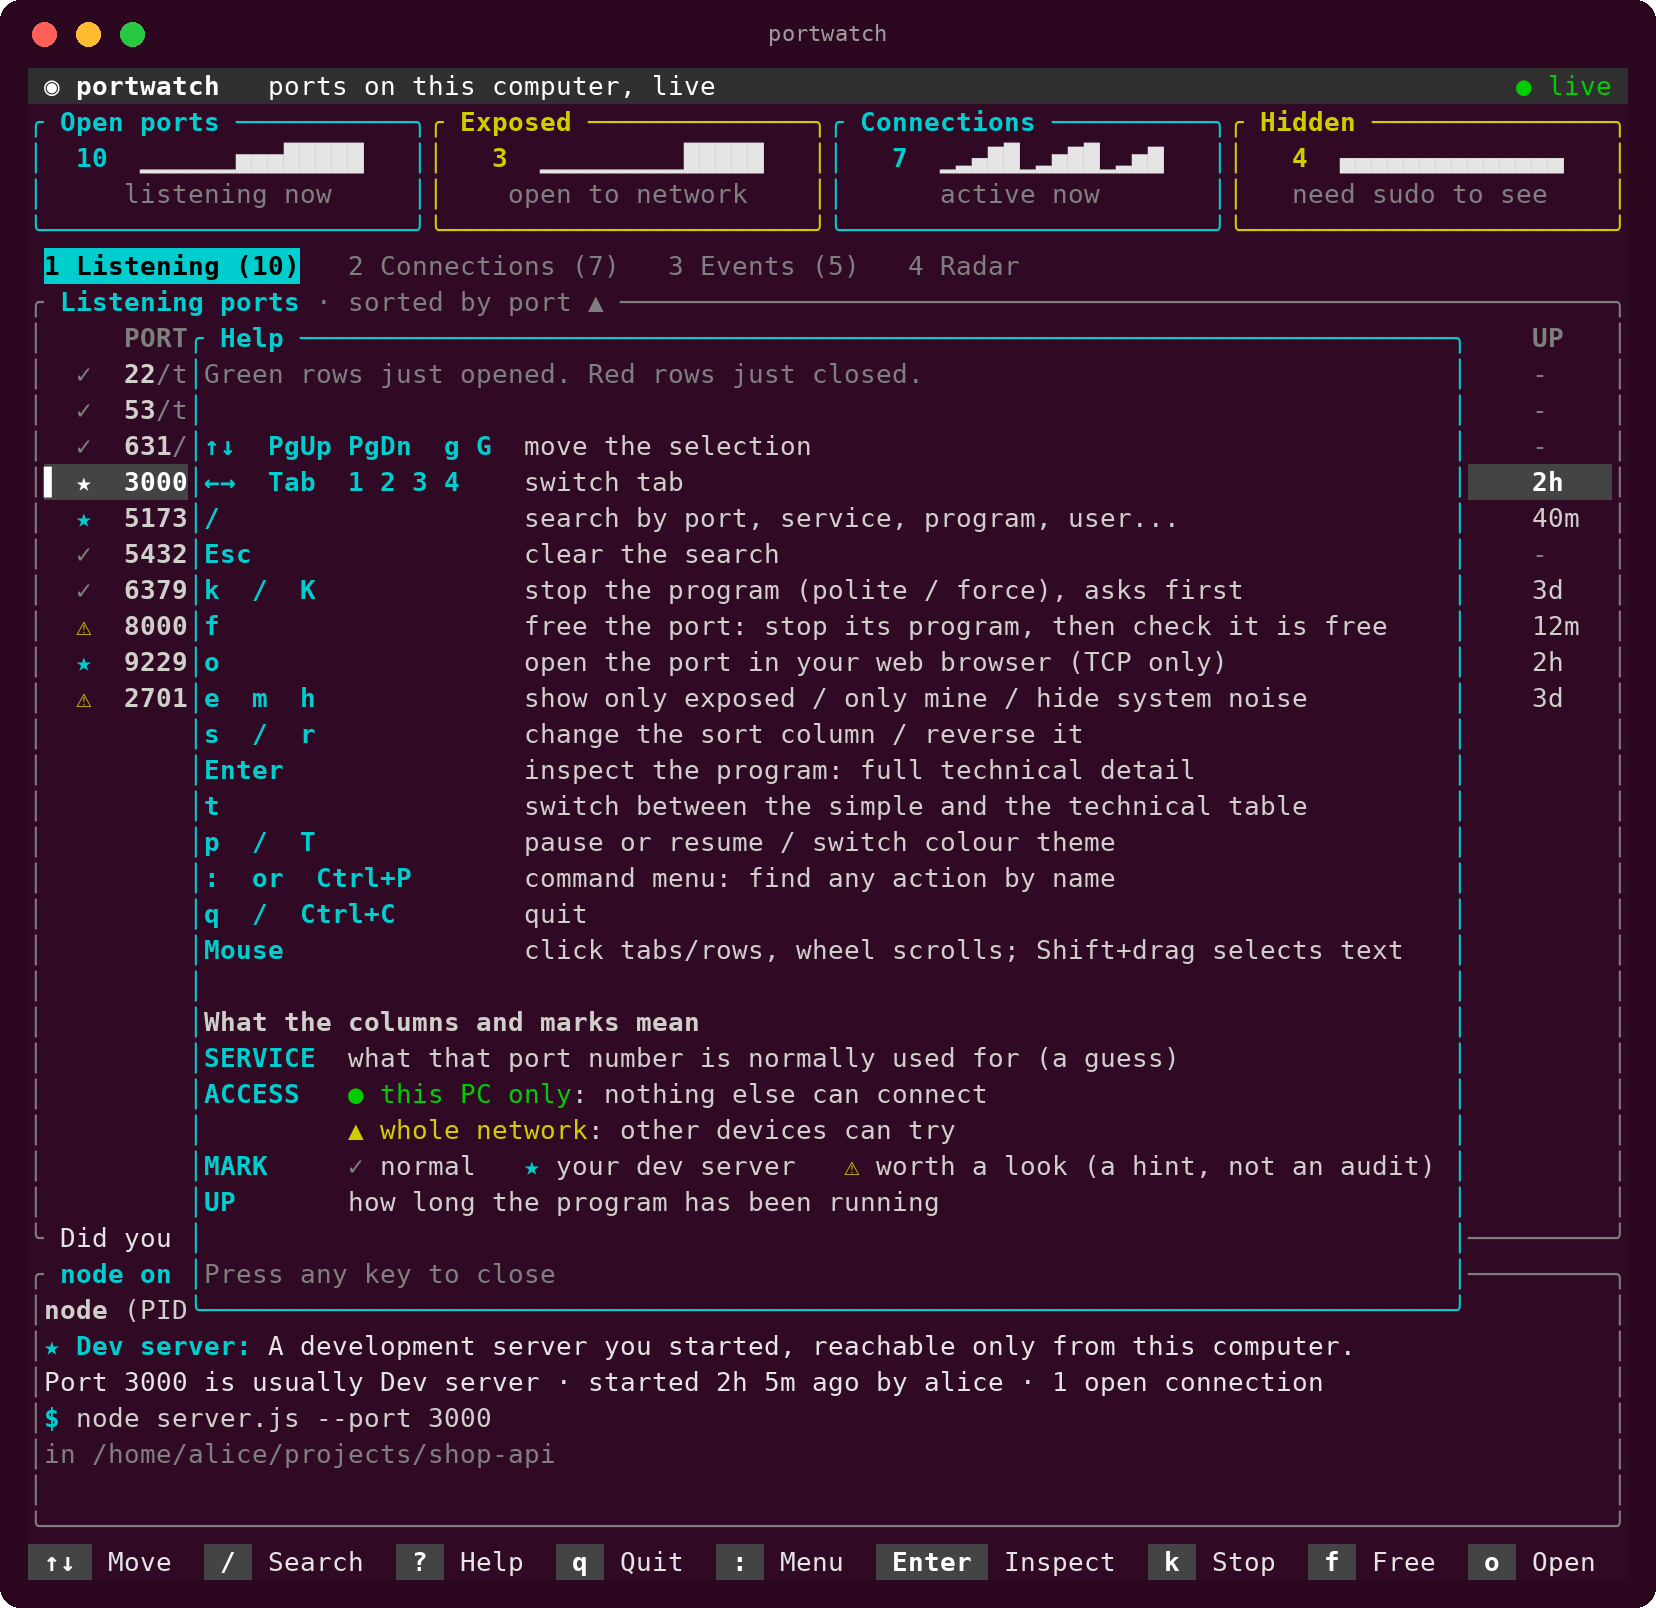 portwatch
◉ portwatch   ports on this computer, live   ● live
Open ports   Exposed   Connections   Hidden
10   3   7   4
listening now   open to network   active now   need sudo to see
1 Listening (10)   2 Connections (7)   3 Events (5)   4 Radar
Listening ports · sorted by port ▲
PORT   Help   UP
✓ 22/t   Green rows just opened. Red rows just closed.   -
✓ 53/t   -
✓ 631/   ↑↓  PgUp PgDn  g G  move the selection   -
★ 3000   ←→  Tab  1 2 3 4    switch tab   2h
★ 5173   /   search by port, service, program, user...   40m
✓ 5432   Esc   clear the search   -
✓ 6379   k  /  K   stop the program (polite / force), asks first   3d
⚠ 8000   f   free the port: stop its program, then check it is free   12m
★ 9229   o   open the port in your web browser (TCP only)   2h
⚠ 2701   e  m  h   show only exposed / only mine / hide system noise   3d
s  /  r   change the sort column / reverse it
Enter   inspect the program: full technical detail
t   switch between the simple and the technical table
p  /  T   pause or resume / switch colour theme
:  or  Ctrl+P   command menu: find any action by name
q  /  Ctrl+C   quit
Mouse   click tabs/rows, wheel scrolls; Shift+drag selects text
What the columns and marks mean
SERVICE  what that port number is normally used for (a guess)
ACCESS   ● this PC only: nothing else can connect
▲ whole network: other devices can try
MARK     ✓ normal   ★ your dev server   ⚠ worth a look (a hint, not an audit)
UP       how long the program has been running
Did you
node on   Press any key to close
node (PID
★ Dev server: A development server you started, reachable only from this computer.
Port 3000 is usually Dev server · started 2h 5m ago by alice · 1 open connection
$ node server.js --port 3000
in /home/alice/projects/shop-api
↑↓ Move   / Search   ? Help   q Quit   : Menu   Enter Inspect   k Stop   f Free   o Open